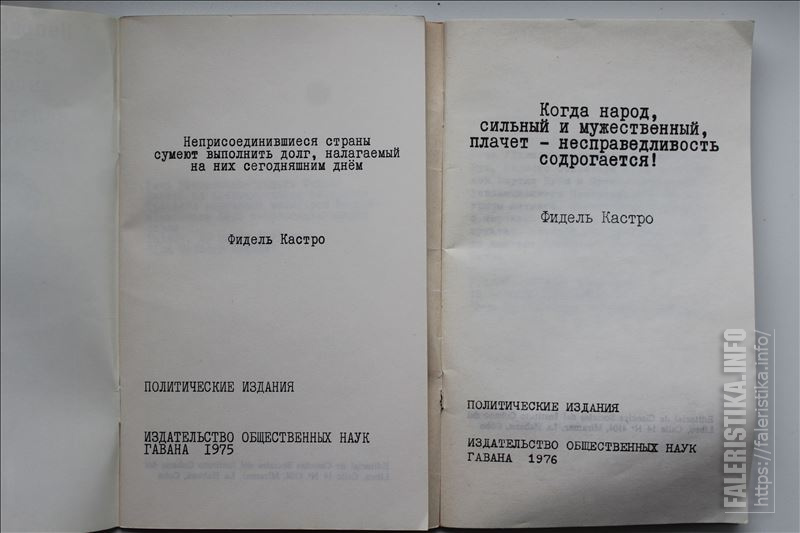 Неприсоединившиеся страны
сумеют выполнить долг, налагаемый
на них сегодняшним днём
Фидель Кастро
ПОЛИТИЧЕСКИЕ ИЗДАНИЯ
ИЗДАТЕЛЬСТВО ОБЩЕСТВЕННЫХ НАУК
ГАВАНА 1975
Когда народ,
сильный и мужественный,
плачет – несправедливость
содрогается!
Фидель Кастро
ПОЛИТИЧЕСКИЕ ИЗДАНИЯ
ИЗДАТЕЛЬСТВО ОБЩЕСТВЕННЫХ НАУК
ГАВАНА 1976
FALERISTIKA.INFO
https://faleristika.info/